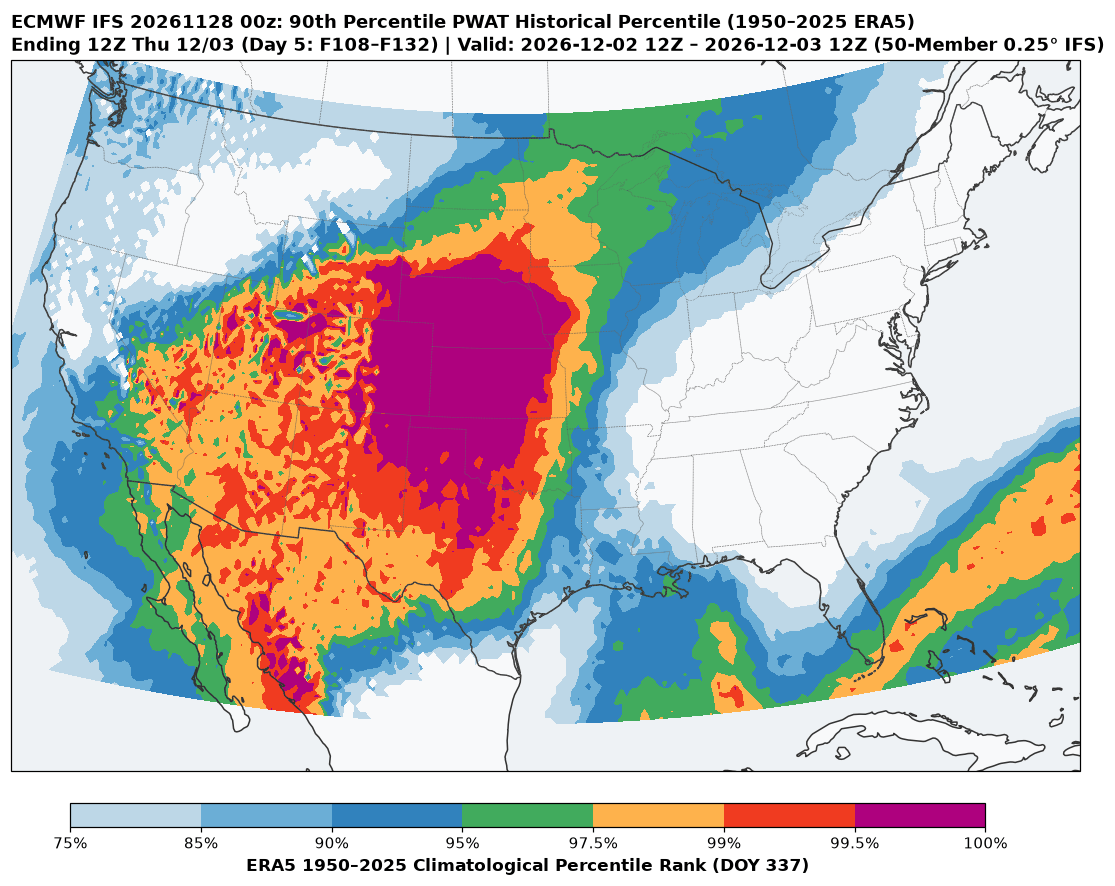 ECMWF IFS 20261128 00z: 90th Percentile PWAT Historical Percentile (1950–2025 ERA5)
Ending 12Z Thu 12/03 (Day 5: F108–F132) | Valid: 2026-12-02 12Z – 2026-12-03 12Z (50-Member 0.25° IFS)
75% 85% 90% 95% 97.5% 99% 99.5% 100%
ERA5 1950–2025 Climatological Percentile Rank (DOY 337)